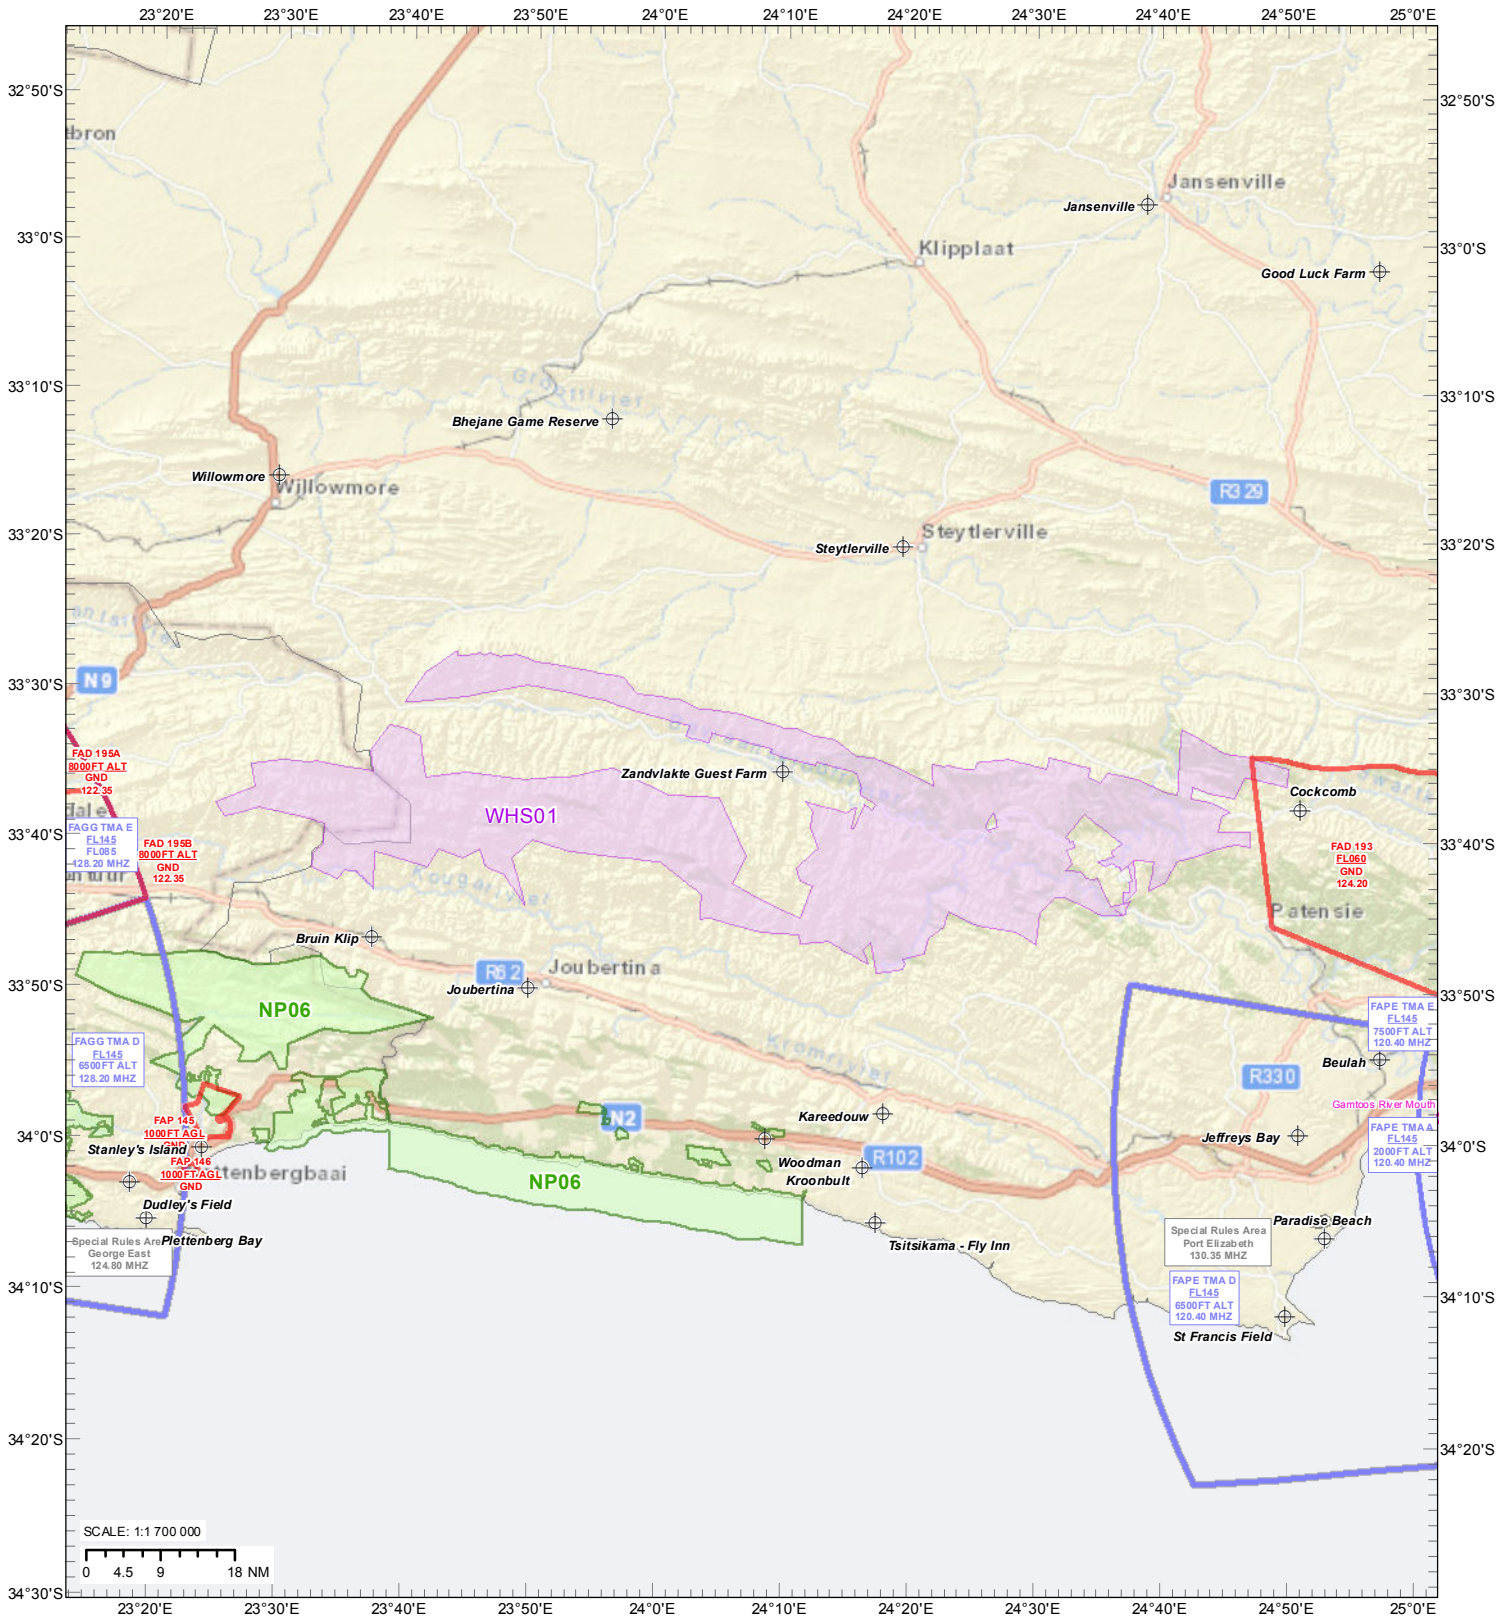 23°20'E 23°30'E 23°40'E 23°50'E 24°0'E 24°10'E 24°20'E 24°30'E 24°40'E 24°50'E 25°0'E
32°50'S
32°50'S
tbron
Jansenville
Jansenville
33°0'S
33°0'S
Klipplaat
Good Luck Farm
33°10'S
33°10'S
Grootrivier
Bhejane Game Reserve
Willowmore
Willowmore
R329
33°20'S
33°20'S
Steytlerville
Steytlerville
N9
33°30'S
33°30'S
FAD 195A
8000FT ALT
GND
122.35
Zandvlakte Guest Farm
Cockcomb
WHS01
FAGG TMA E
FL145
FL085
128.20 MHZ
33°40'S
33°40'S
FAD 195B
8000FT ALT
GND
122.35
FAD 193
FL060
GND
124.20
Kougarivier
Patensie
Bruin Klip
R62
Joubertina
Joubertina
33°50'S
33°50'S
NP06
FAPE TMA E
FL145
7500FT ALT
120.40 MHZ
FAGG TMA D
FL145
6500FT ALT
128.20 MHZ
Kromrivier
Beulah
R330
N2
Kareedouw
Gamtoos River Mouth
FAP 145
1000FT AGL
GND
34°0'S
34°0'S
Stanley's Island
Jeffreys Bay
FAPE TMA A
FL145
2000FT ALT
120.40 MHZ
FAP 146
1000FT AGL
GND
ttenbergbaai
Woodman
R102
Kroonbult
NP06
Dudley's Field
Plettenberg Bay
Special Rules Area
George East
124.80 MHZ
Tsitsikama - Fly Inn
Paradise Beach
Special Rules Area
Port Elizabeth
130.35 MHZ
34°10'S
34°10'S
FAPE TMA D
FL145
6500FT ALT
120.40 MHZ
St Francis Field
34°20'S
34°20'S
SCALE: 1:1 700 000
0 4.5 9 18 NM
34°30'S
23°20'E 23°30'E 23°40'E 23°50'E 24°0'E 24°10'E 24°20'E 24°30'E 24°40'E 24°50'E 25°0'E